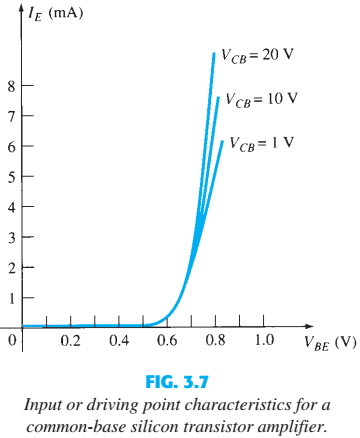 I_E (mA)
V_CB = 20 V
8
V_CB = 10 V
7
6
V_CB = 1 V
5
4
3
2
1
0 0.2 0.4 0.6 0.8 1.0 V_BE (V)
FIG. 3.7
Input or driving point characteristics for a
common-base silicon transistor amplifier.